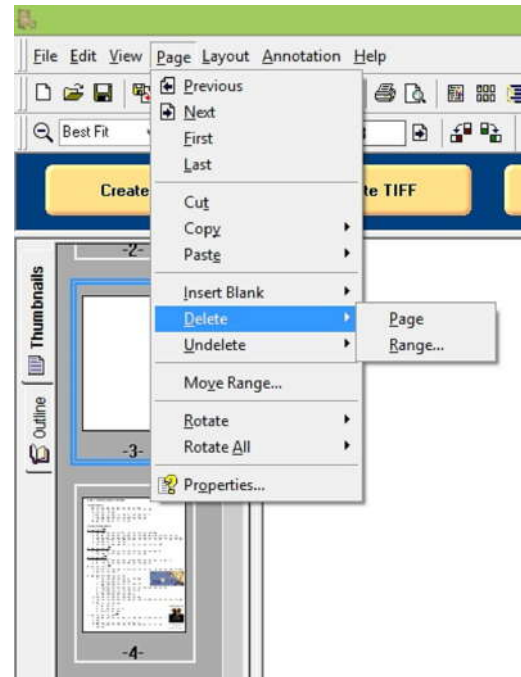 File Edit View Page Layout Annotation Help
Previous
Next
First
Last
Cut
Copy
Paste
Insert Blank
Delete
Undelete
Move Range...
Rotate
Rotate All
Properties...
Page
Range...
Best Fit
Create
te TIFF
Thumbnails
Outline
-2-
-3-
-4-